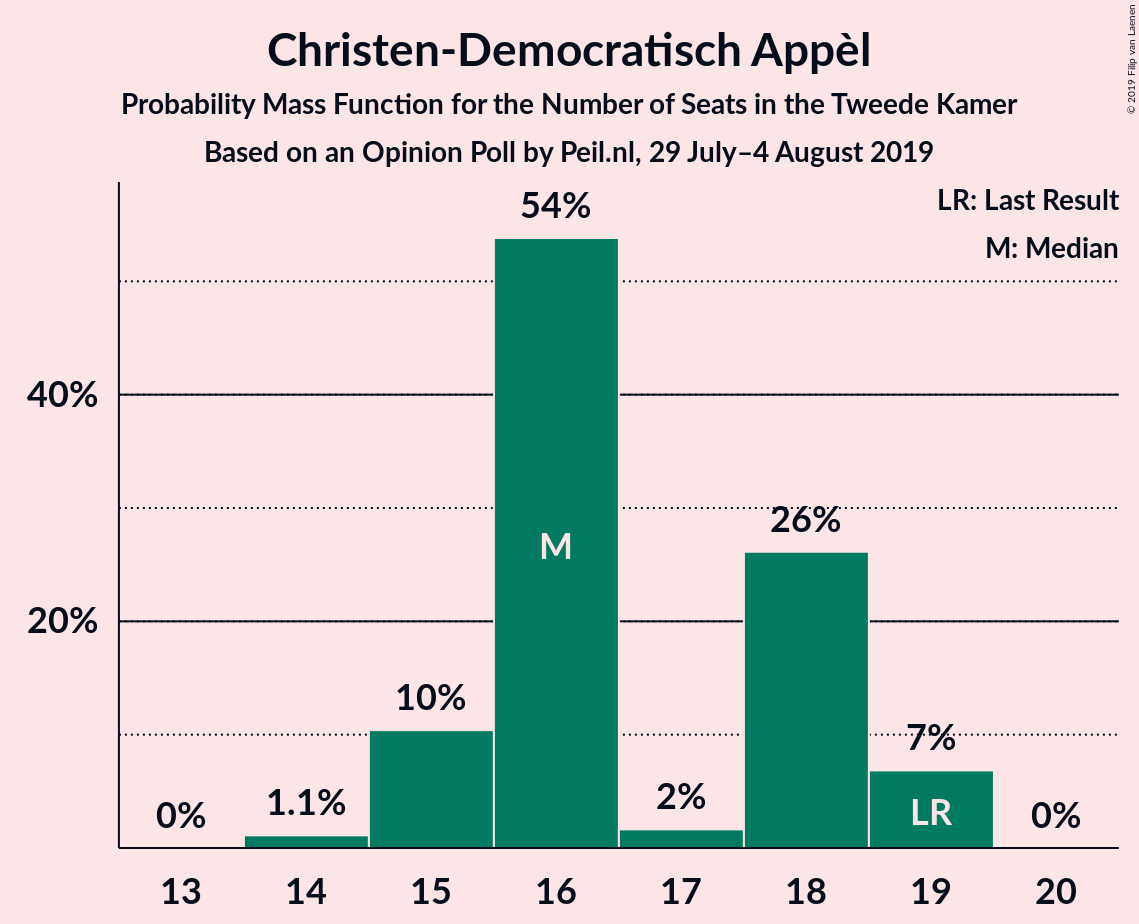 Christen-Democratisch Appèl
Probability Mass Function for the Number of Seats in the Tweede Kamer
Based on an Opinion Poll by Peil.nl, 29 July–4 August 2019
© 2019 Filip van Laenen
LR: Last Result
M: Median
54%
40%
M
26%
20%
10%
7%
1.1%
2%
0%
LR
0%
13 14 15 16 17 18 19 20